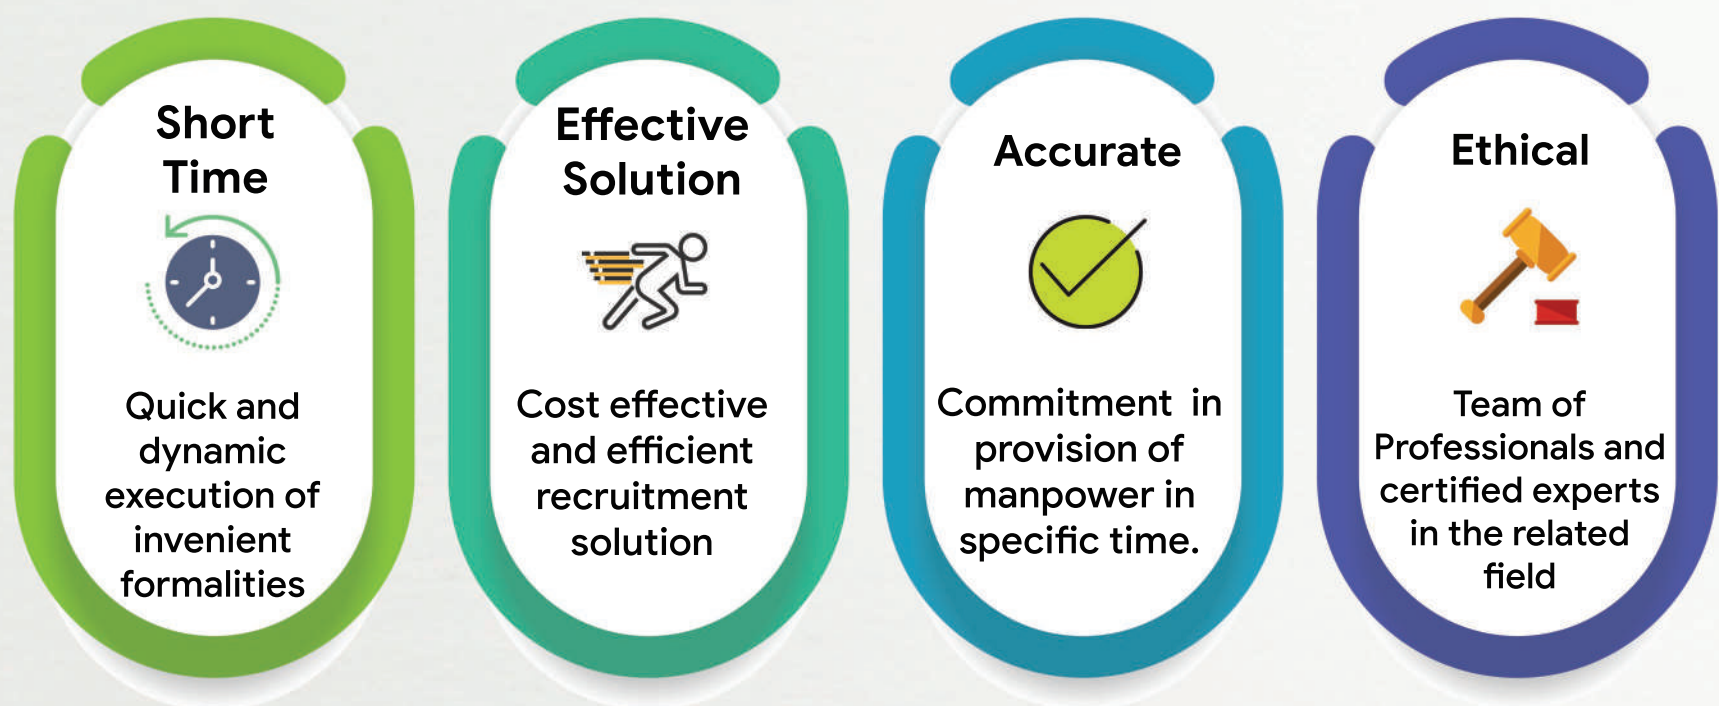 Short
Time
Quick and
dynamic
execution of
invenient
formalities
Effective
Solution
Cost effective
and efficient
recruitment
solution
Accurate
Commitment  in
provision of
manpower in
specific time.
Ethical
Team of
Professionals and
certified experts
in the related
field